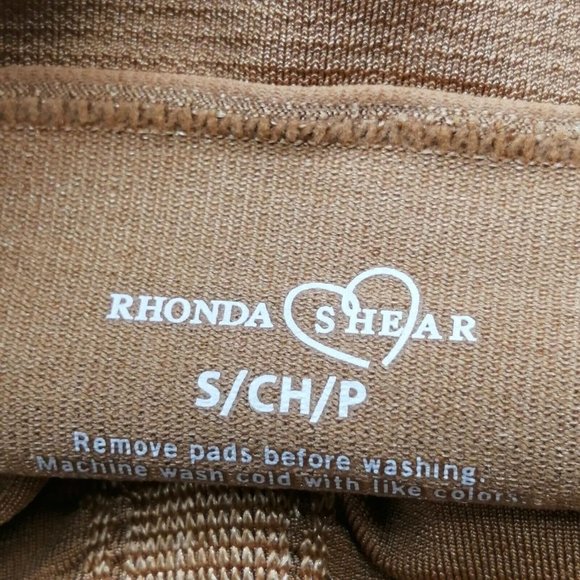 RHONDA SHEAR
S/CH/P
Remove pads before washing.
Machine wash cold with like colors.